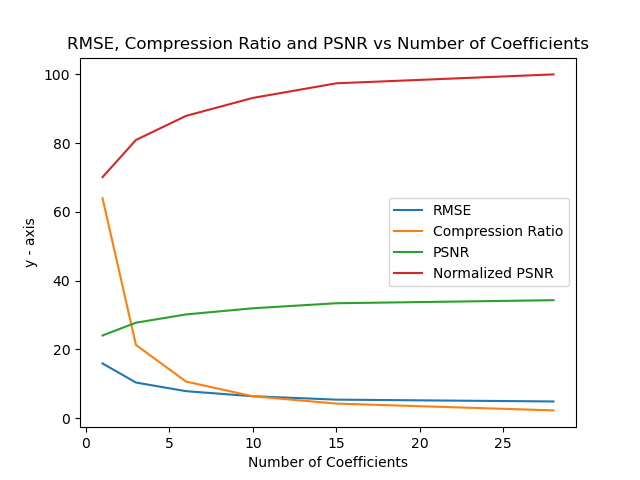 RMSE, Compression Ratio and PSNR vs Number of Coefficients
100
80
60
40
20
0
y - axis
RMSE
Compression Ratio
PSNR
Normalized PSNR
0 5 10 15 20 25
Number of Coefficients